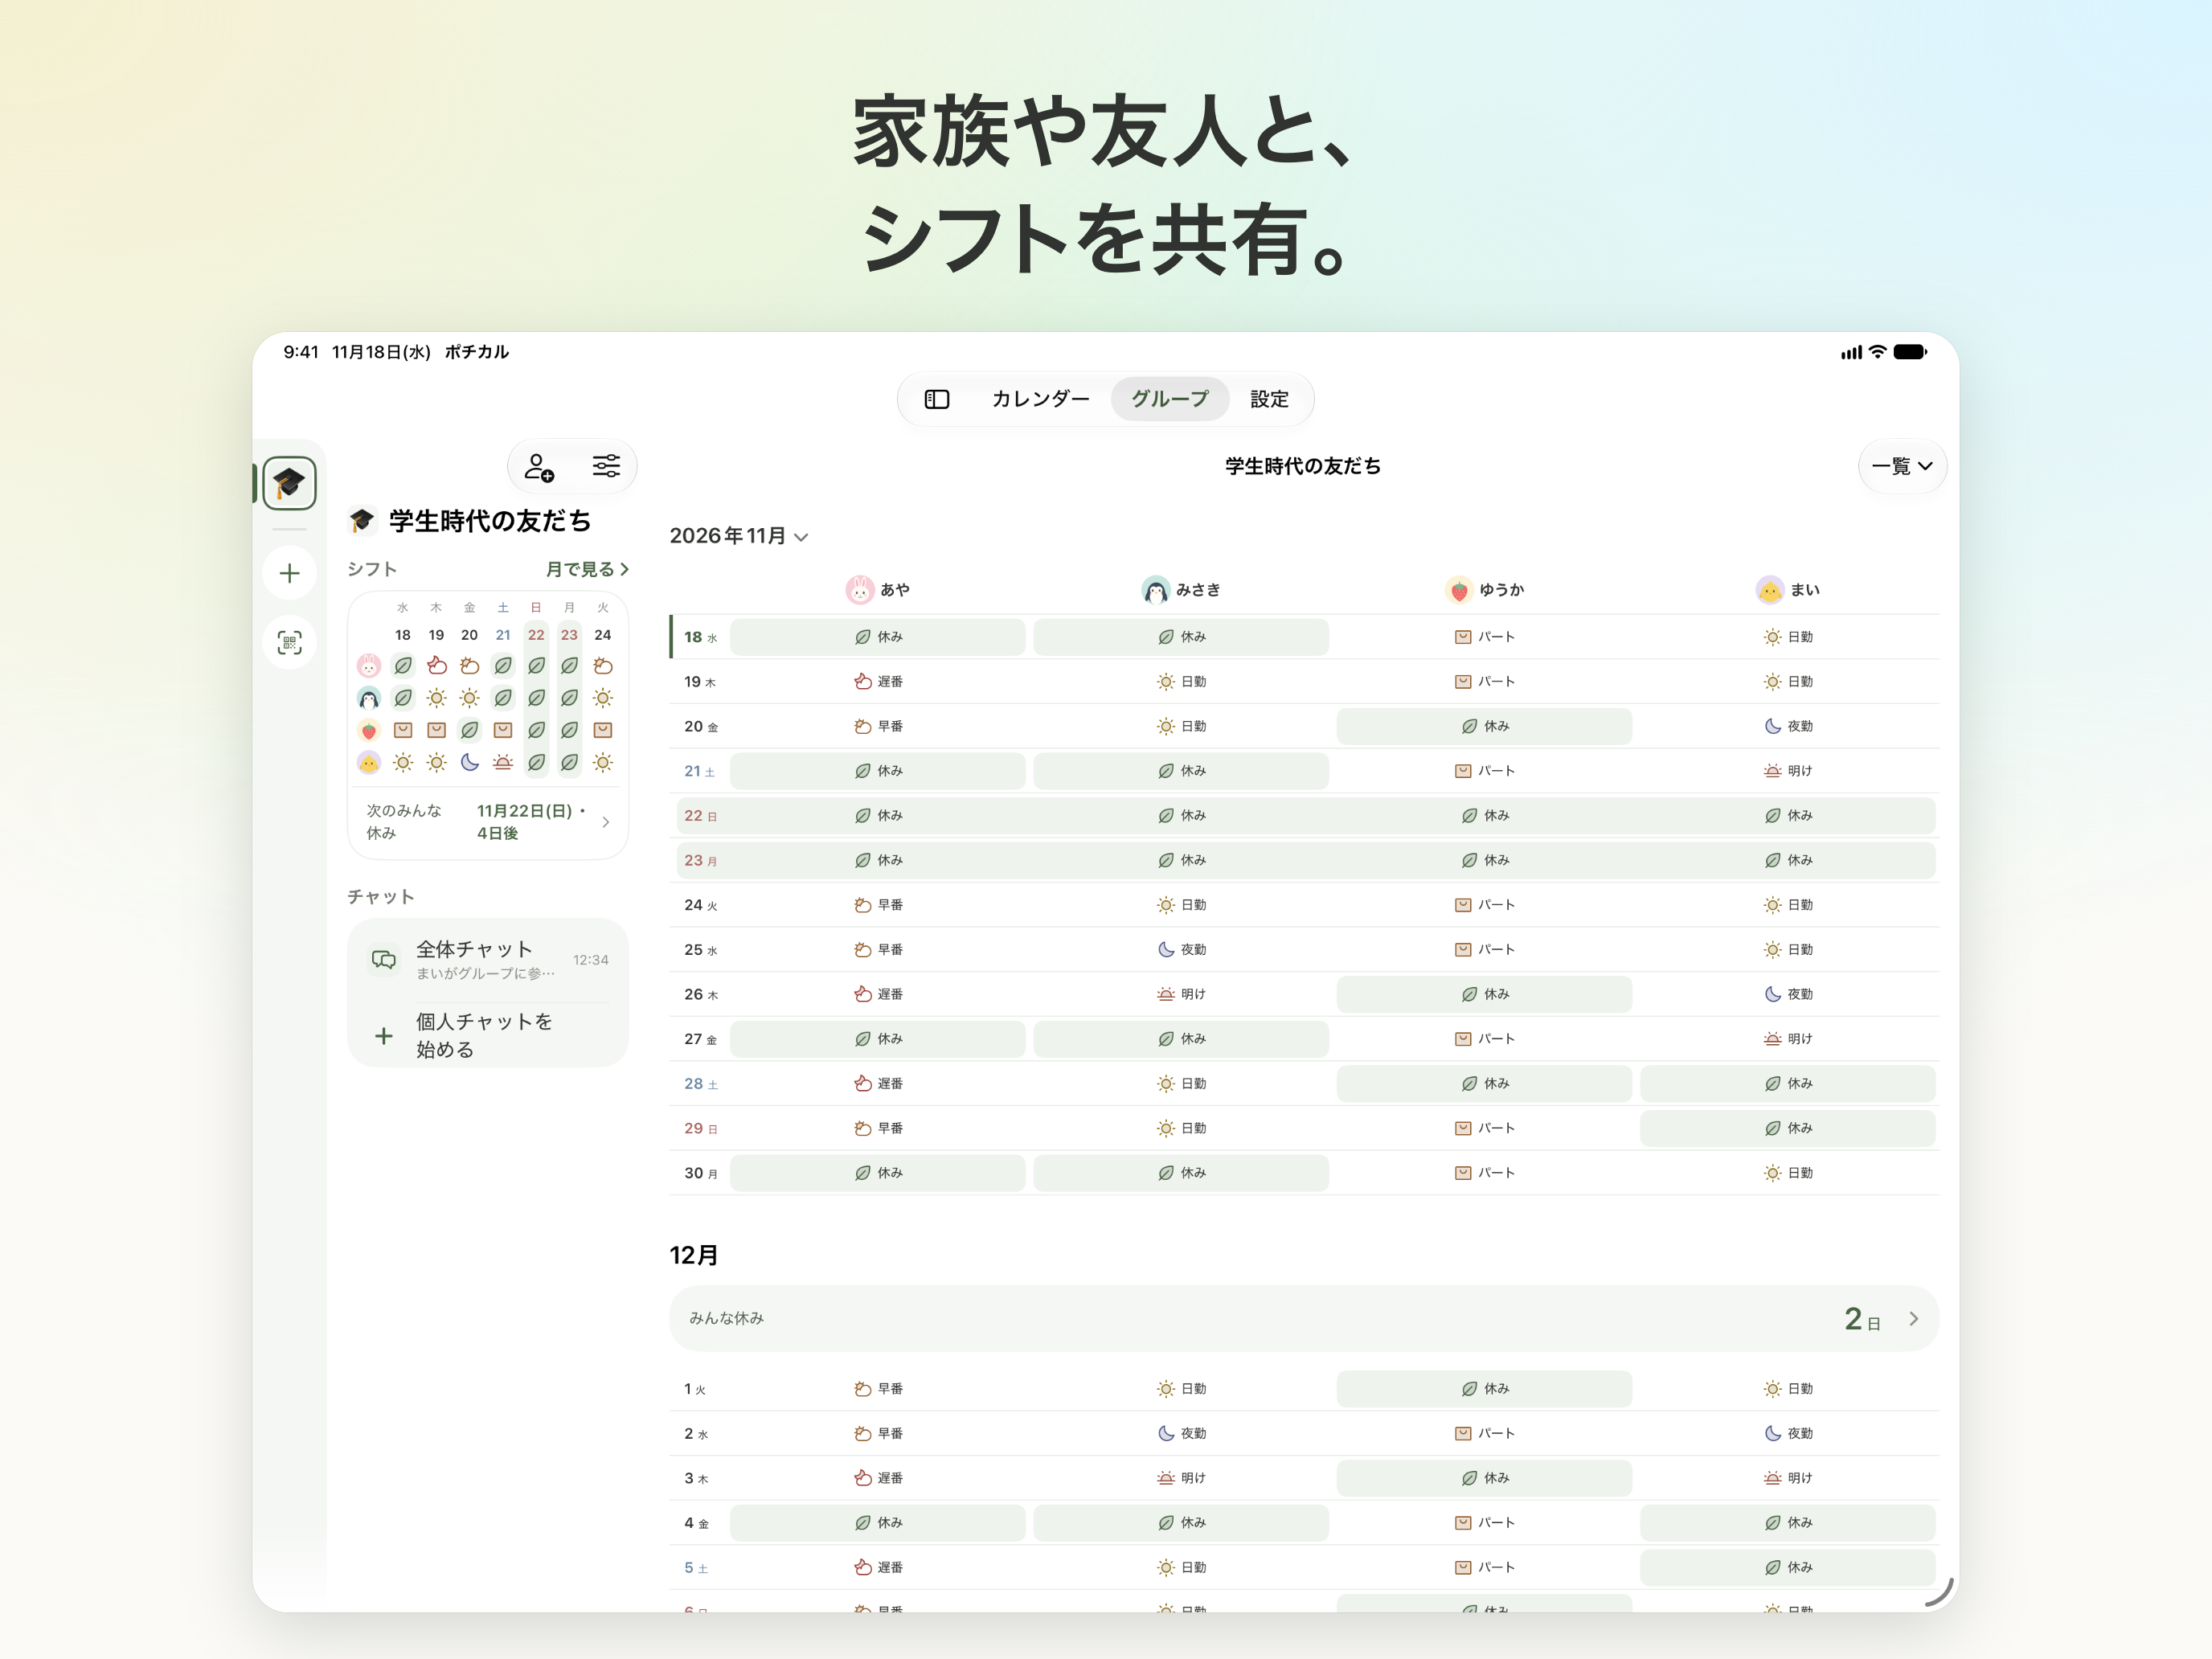 家族や友人と、
シフトを共有。
9:41 11月18日(水) ポチカル
カレンダー グループ 設定
学生時代の友だち
一覧
学生時代の友だち
シフト 月で見る
水 木 金 土 日 月 火
18 19 20 21 22 23 24
次のみんな休み 11月22日(日)・4日後
チャット
全体チャット 12:34
まいがグループに参…
個人チャットを
始める
2026年11月
あや みさき ゆうか まい
18 水 休み 休み パート 日勤
19 木 遅番 日勤 パート 日勤
20 金 早番 日勤 休み 夜勤
21 土 休み 休み パート 明け
22 日 休み 休み 休み 休み
23 月 休み 休み 休み 休み
24 火 早番 日勤 パート 日勤
25 水 早番 夜勤 パート 日勤
26 木 遅番 明け 休み 夜勤
27 金 休み 休み パート 明け
28 土 遅番 日勤 休み 休み
29 日 早番 日勤 パート 休み
30 月 休み 休み パート 日勤
12月
みんな休み 2日
1 火 早番 日勤 休み 日勤
2 水 早番 夜勤 パート 夜勤
3 木 遅番 明け 休み 明け
4 金 休み 休み パート 休み
5 土 遅番 日勤 パート 休み